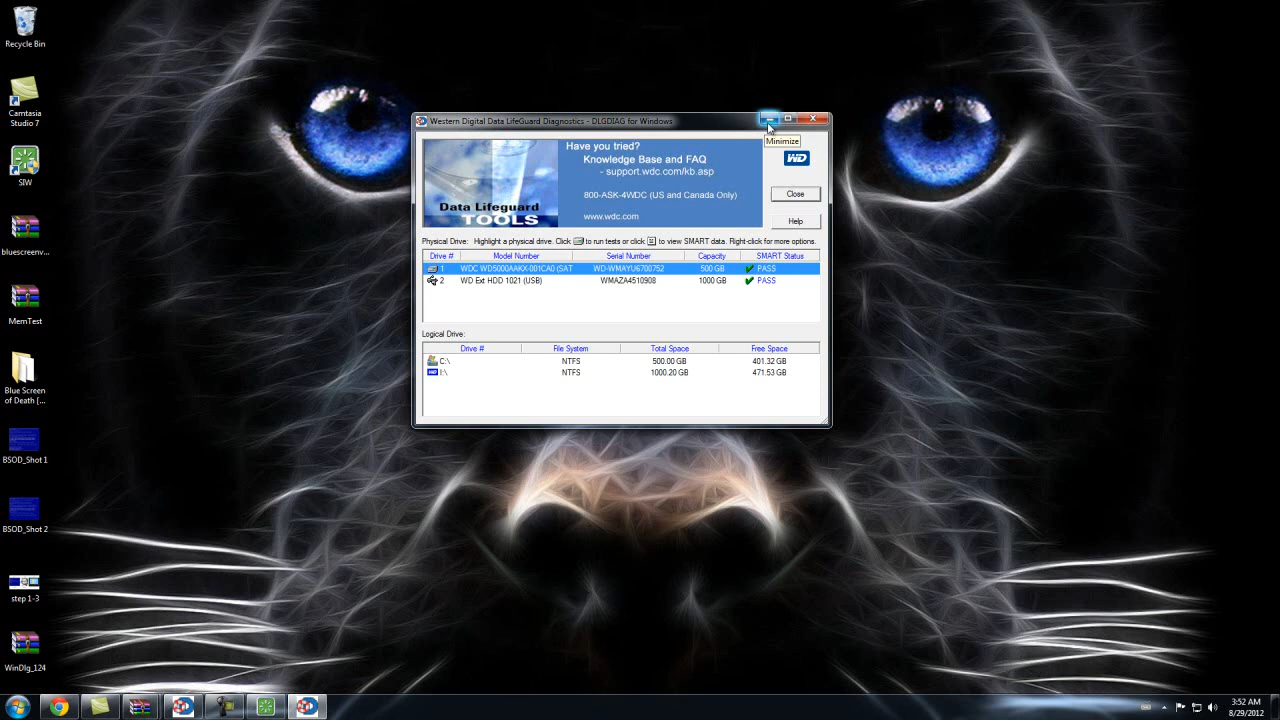 Recycle Bin
Camtasia
Studio 7
SIW
bluescreenv...
MemTest
Blue Screen
of Death (...
BSOD_Shot 1
BSOD_Shot 2
step 1-3
WinDlg_124
Western Digital Data LifeGuard Diagnostics - DLGDIAG for Windows
Minimize
Have you tried?
Knowledge Base and FAQ
- support.wdc.com/kb.asp
800-ASK-4WDC (US and Canada Only)
www.wdc.com
Data Lifeguard
TOOLS
WD
Close
Help
Physical Drive: Highlight a physical drive. Click to run tests or click to view SMART data. Right-click for more options.
Drive # Model Number Serial Number Capacity SMART Status
1 WDC WD5000AAKX-001CA0 (SAT WD-WMAYU6700752 500 GB PASS
2 WD Ext HDD 1021 (USB) WMAZA4510908 1000 GB PASS
Logical Drive:
Drive # File System Total Space Free Space
C:\ NTFS 500.00 GB 401.32 GB
I:\ NTFS 1000.20 GB 471.53 GB
3:52 AM
8/29/2012